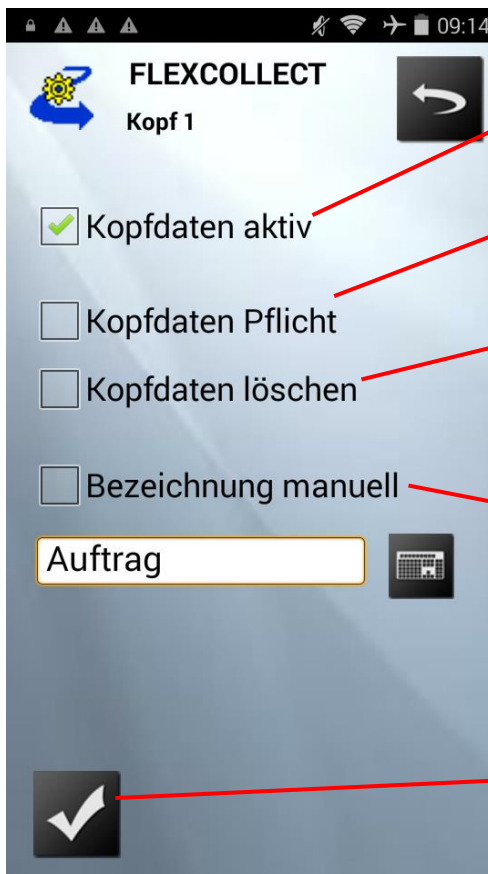 09:14
FLEXCOLLECT
Kopf 1
Kopfdaten aktiv
Kopfdaten Pflicht
Kopfdaten löschen
Bezeichnung manuell
Auftrag